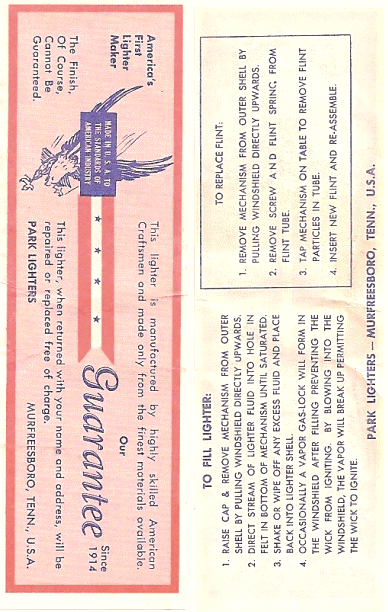 America's
First
Lighter
Maker
The Finish,
Of Course,
Cannot Be
Guaranteed.
MADE IN U. S. A. TO
THE STANDARDS OF
AMERICAN INDUSTRY
Our
Guarantee
Since
1914
This lighter is manufactured by highly skilled American
Craftsmen and made only from the finest materials available.
This lighter, when returned with your name and address, will be
repaired or replaced free of charge.
PARK LIGHTERS
MURFREESBORO, TENN., U.S.A.
TO FILL LIGHTER:
1. RAISE CAP & REMOVE MECHANISM FROM OUTER
SHELL BY PULLING WINDSHIELD DIRECTLY UPWARDS.
2. DIRECT STREAM OF LIGHTER FLUID INTO HOLE IN
FELT IN BOTTOM OF MECHANISM UNTIL SATURATED.
3. SHAKE OR WIPE OFF ANY EXCESS FLUID AND PLACE
BACK INTO LIGHTER SHELL.
4. OCCASIONALLY A VAPOR GAS-LOCK WILL FORM IN
THE WINDSHIELD AFTER FILLING PREVENTING THE
WICK FROM IGNITING BY BLOWING INTO THE
WINDSHIELD, THE VAPOR WILL BREAK UP PERMITTING
THE WICK TO IGNITE.
TO REPLACE FLINT:
1. REMOVE MECHANISM FROM OUTER SHELL BY
PULLING WINDSHIELD DIRECTLY UPWARDS.
2. REMOVE SCREW AND FLINT SPRING, FROM
FLINT TUBE.
3. TAP MECHANISM ON TABLE TO REMOVE FLINT
PARTICLES IN TUBE.
4. INSERT NEW FLINT AND RE-ASSEMBLE.
PARK LIGHTERS — MURFREESBORO, TENN., U.S.A.